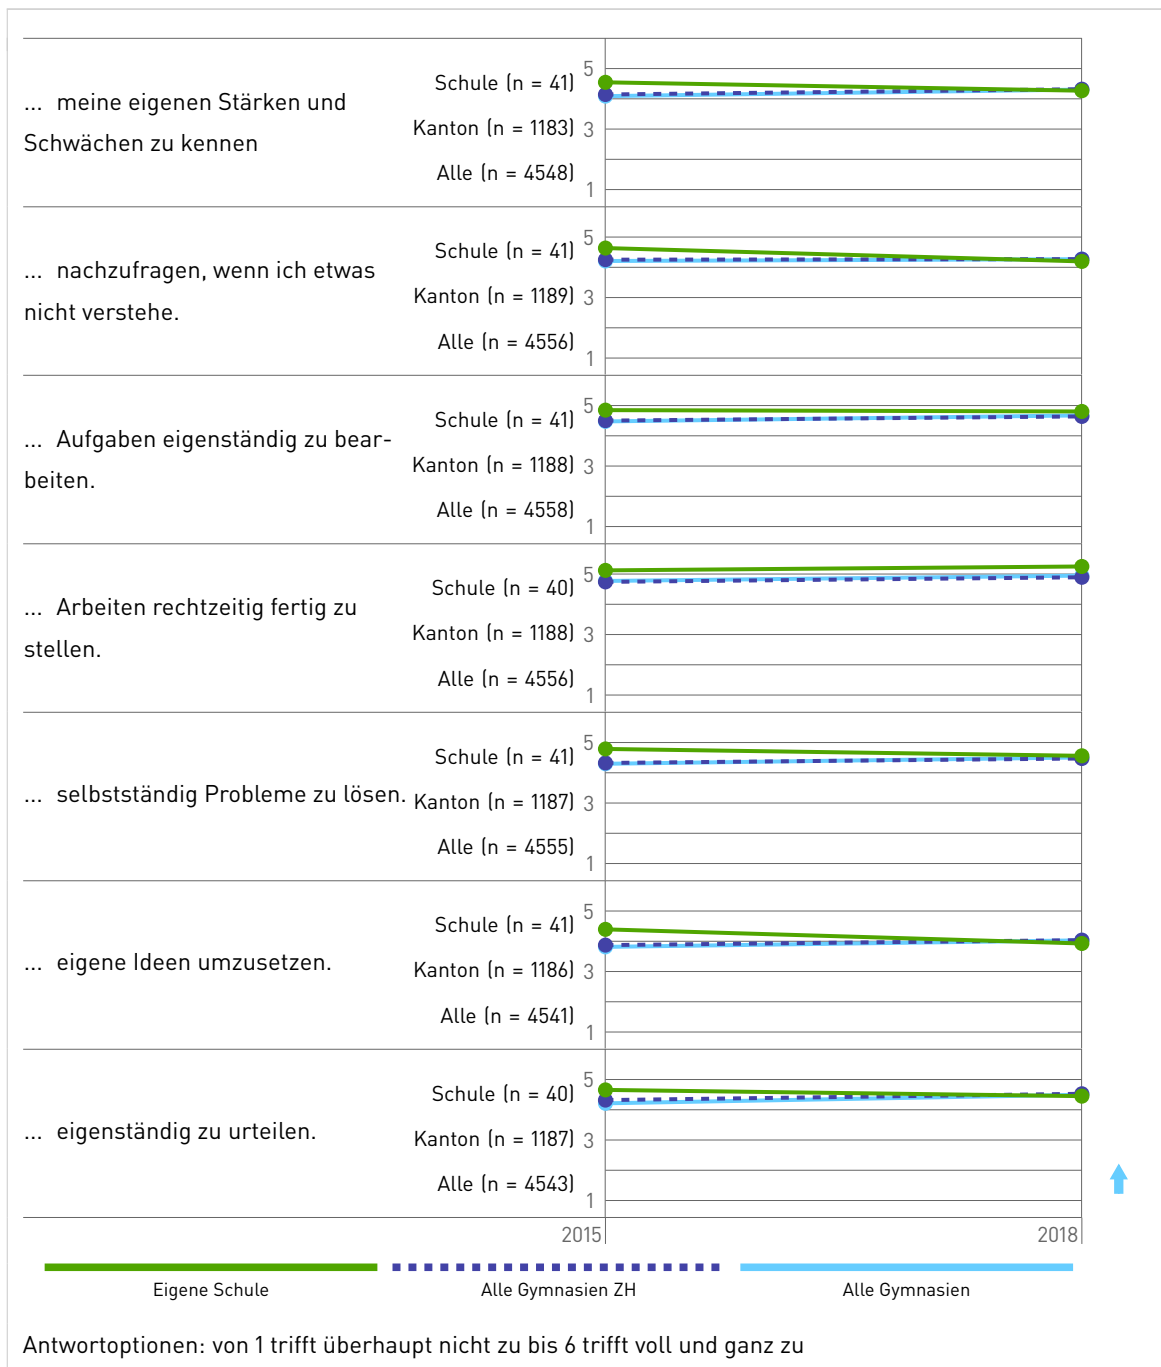 ... meine eigenen Stärken und
Schwächen zu kennen
Schule (n = 41)
Kanton (n = 1183)
Alle (n = 4548)
5
3
1
... nachzufragen, wenn ich etwas
nicht verstehe.
Schule (n = 41)
Kanton (n = 1189)
Alle (n = 4556)
5
3
1
... Aufgaben eigenständig zu bear-
beiten.
Schule (n = 41)
Kanton (n = 1188)
Alle (n = 4558)
5
3
1
... Arbeiten rechtzeitig fertig zu
stellen.
Schule (n = 40)
Kanton (n = 1188)
Alle (n = 4556)
5
3
1
... selbstständig Probleme zu lösen.
Schule (n = 41)
Kanton (n = 1187)
Alle (n = 4555)
5
3
1
... eigene Ideen umzusetzen.
Schule (n = 41)
Kanton (n = 1186)
Alle (n = 4541)
5
3
1
... eigenständig zu urteilen.
Schule (n = 40)
Kanton (n = 1187)
Alle (n = 4543)
5
3
1
2015 2018
Eigene Schule Alle Gymnasien ZH Alle Gymnasien
Antwortoptionen: von 1 trifft überhaupt nicht zu bis 6 trifft voll und ganz zu